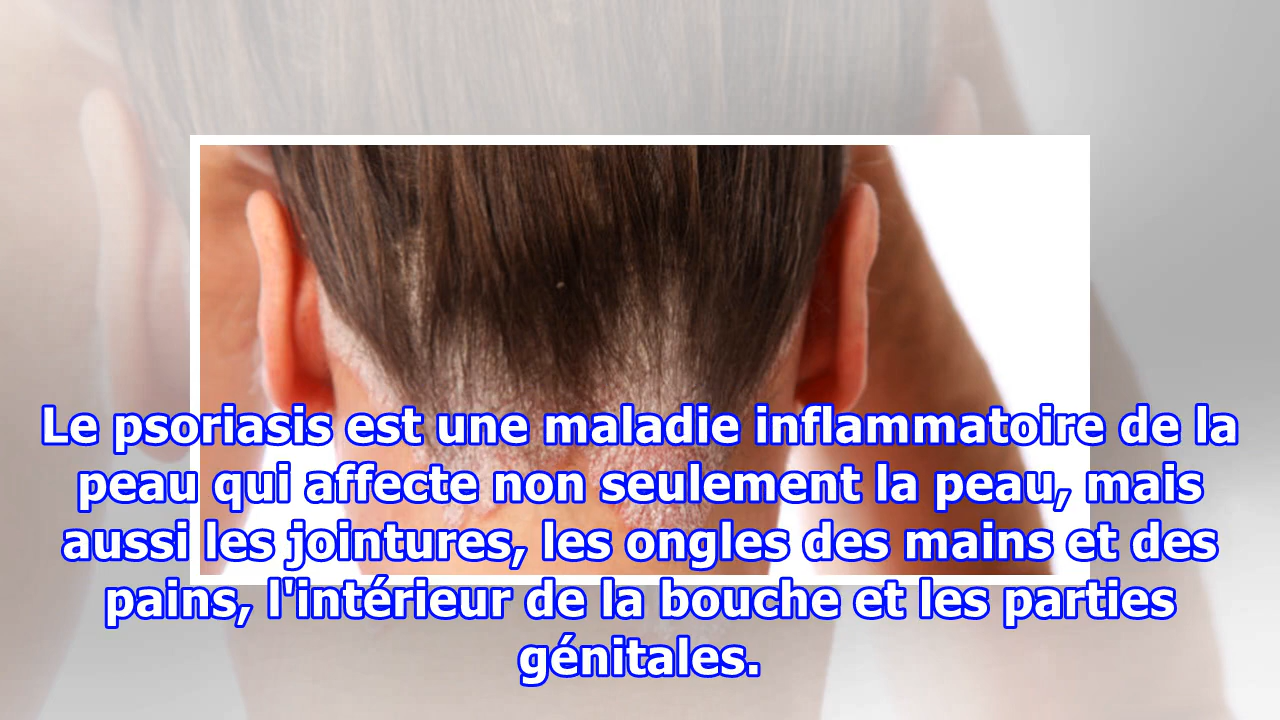 Le psoriasis est une maladie inflammatoire de la
peau qui affecte non seulement la peau, mais
aussi les jointures, les ongles des mains et des
pains, l'intérieur de la bouche et les parties
génitales.